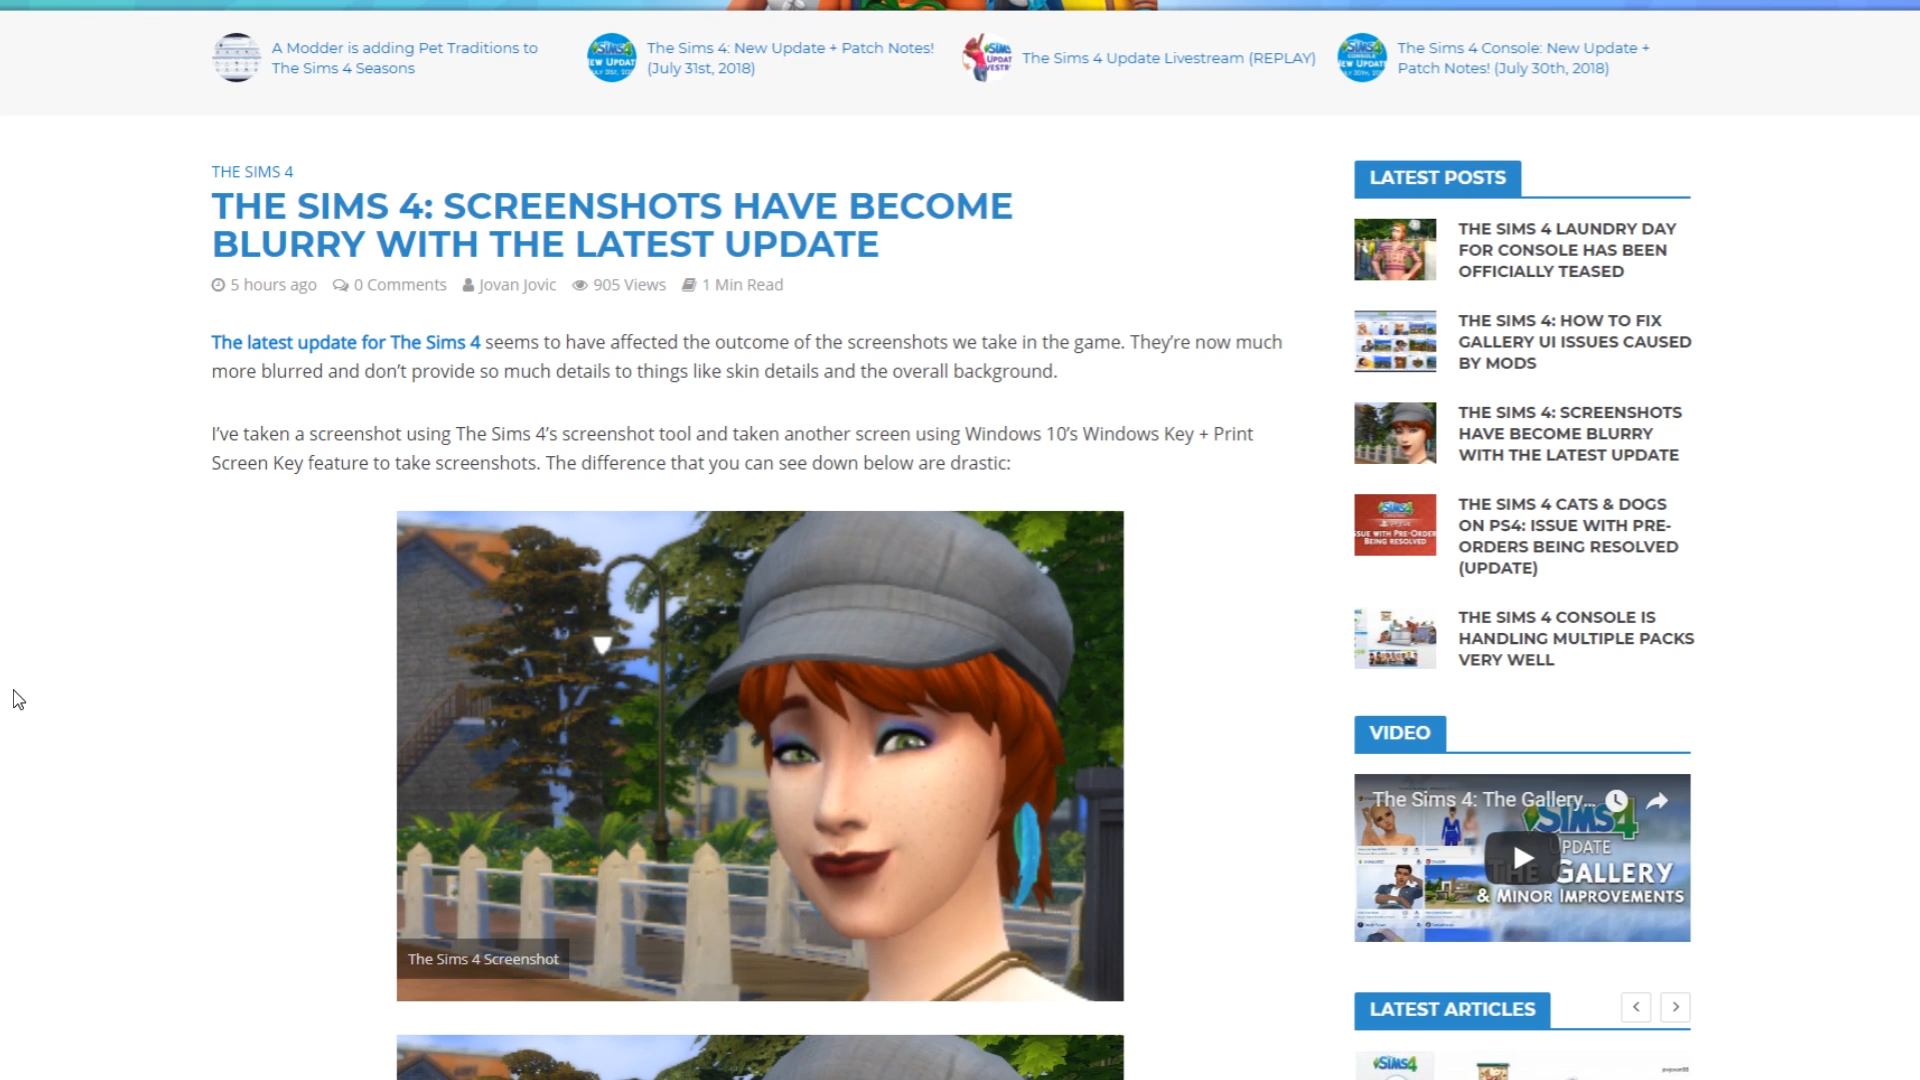 A Modder is adding Pet Traditions to
The Sims 4 Seasons
The Sims 4: New Update + Patch Notes!
(July 31st, 2018)
The Sims 4 Update Livestream (REPLAY)
The Sims 4 Console: New Update +
Patch Notes! (July 30th, 2018)
THE SIMS 4
THE SIMS 4: SCREENSHOTS HAVE BECOME
BLURRY WITH THE LATEST UPDATE
5 hours ago 0 Comments Jovan Jovic 905 Views 1 Min Read
The latest update for The Sims 4 seems to have affected the outcome of the screenshots we take in the game. They’re now much
more blurred and don’t provide so much details to things like skin details and the overall background.
I’ve taken a screenshot using The Sims 4’s screenshot tool and taken another screen using Windows 10’s Windows Key + Print
Screen Key feature to take screenshots. The difference that you can see down below are drastic:
The Sims 4 Screenshot
LATEST POSTS
THE SIMS 4 LAUNDRY DAY
FOR CONSOLE HAS BEEN
OFFICIALLY TEASED
THE SIMS 4: HOW TO FIX
GALLERY UI ISSUES CAUSED
BY MODS
THE SIMS 4: SCREENSHOTS
HAVE BECOME BLURRY
WITH THE LATEST UPDATE
THE SIMS 4 CATS & DOGS
ON PS4: ISSUE WITH PRE-
ORDERS BEING RESOLVED
(UPDATE)
THE SIMS 4 CONSOLE IS
HANDLING MULTIPLE PACKS
VERY WELL
VIDEO
The Sims 4: The Gallery...
SIMS 4
UPDATE
THE GALLERY
& MINOR IMPROVEMENTS
LATEST ARTICLES
SIMS4